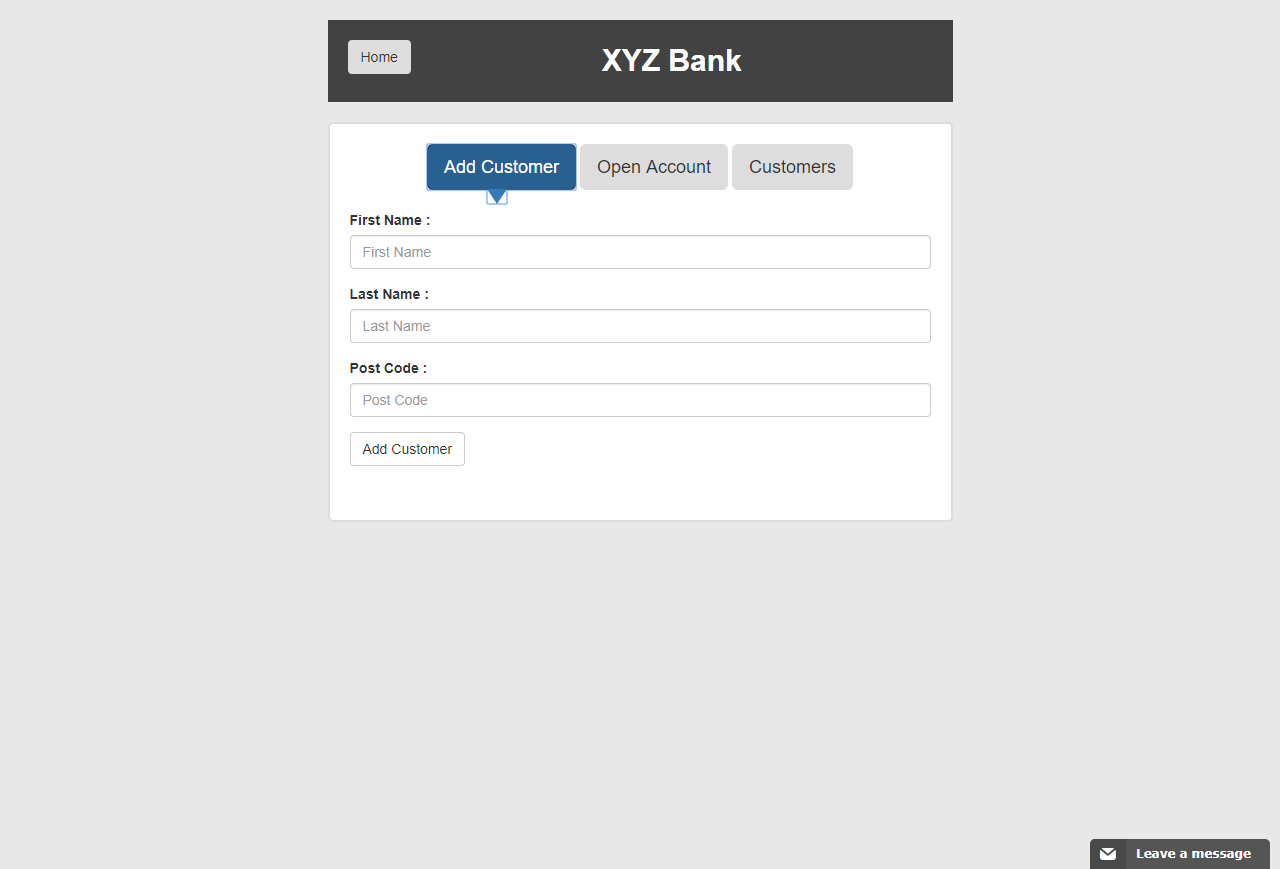 Home
XYZ Bank
Add Customer
Open Account
Customers
First Name :
First Name
Last Name :
Last Name
Post Code :
Post Code
Add Customer
Leave a message